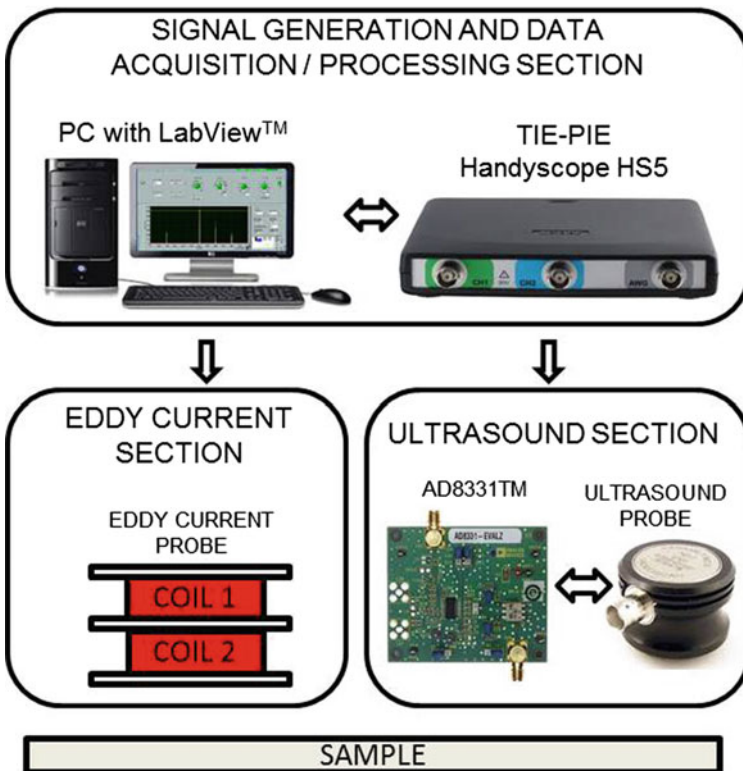 SIGNAL GENERATION AND DATA
ACQUISITION / PROCESSING SECTION
PC with LabView™
TIE-PIE
Handyscope HS5
CH1
CH2
AWG
EDDY CURRENT
SECTION
EDDY CURRENT
PROBE
COIL 1
COIL 2
ULTRASOUND SECTION
AD8331TM
ULTRASOUND
PROBE
AD8331-EVALZ
SAMPLE